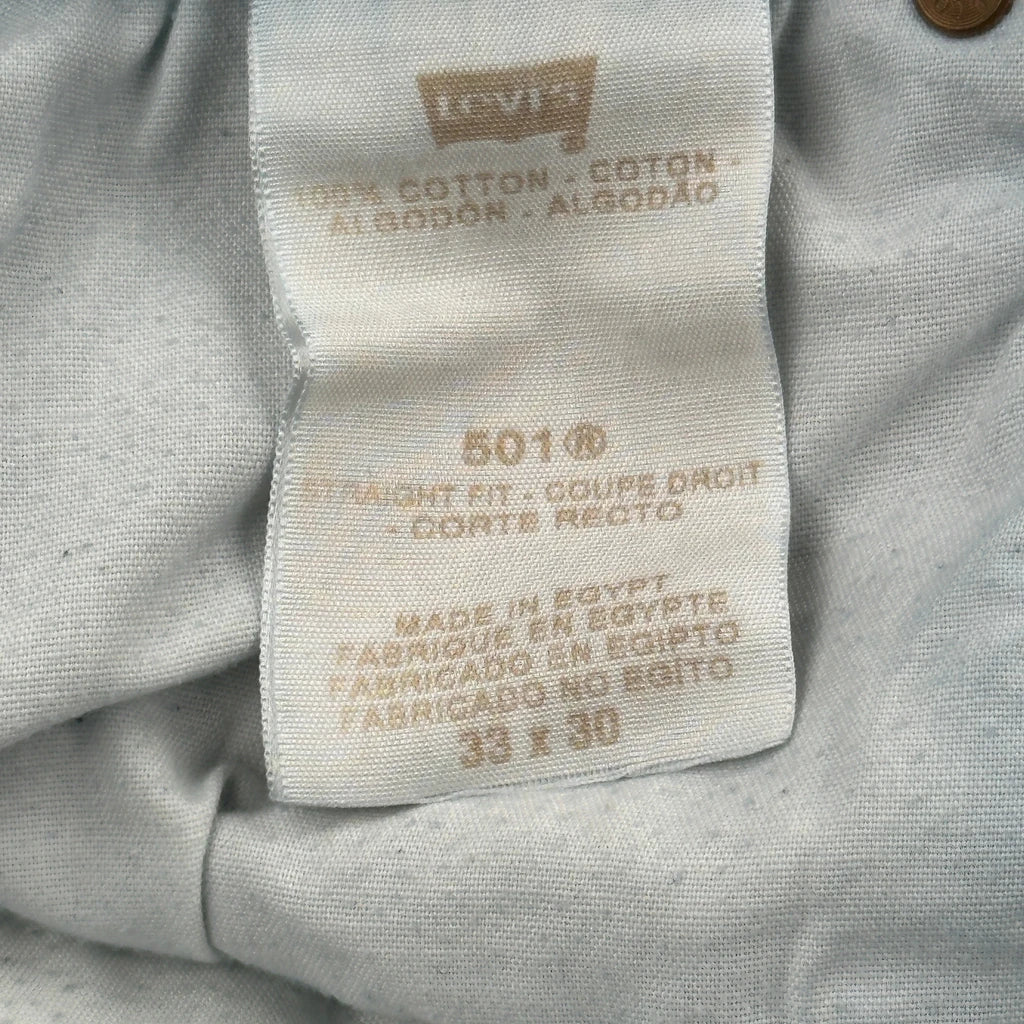 Levi's
100% COTTON - COTON -
ALGODÓN - ALGODÃO
501®
STRAIGHT FIT - COUPE DROIT
- CORTE RECTO
MADE IN EGYPT
FABRIQUE EN EGYPTE
FABRICADO EN EGIPTO
FABRICADO NO EGITO
33 x 30